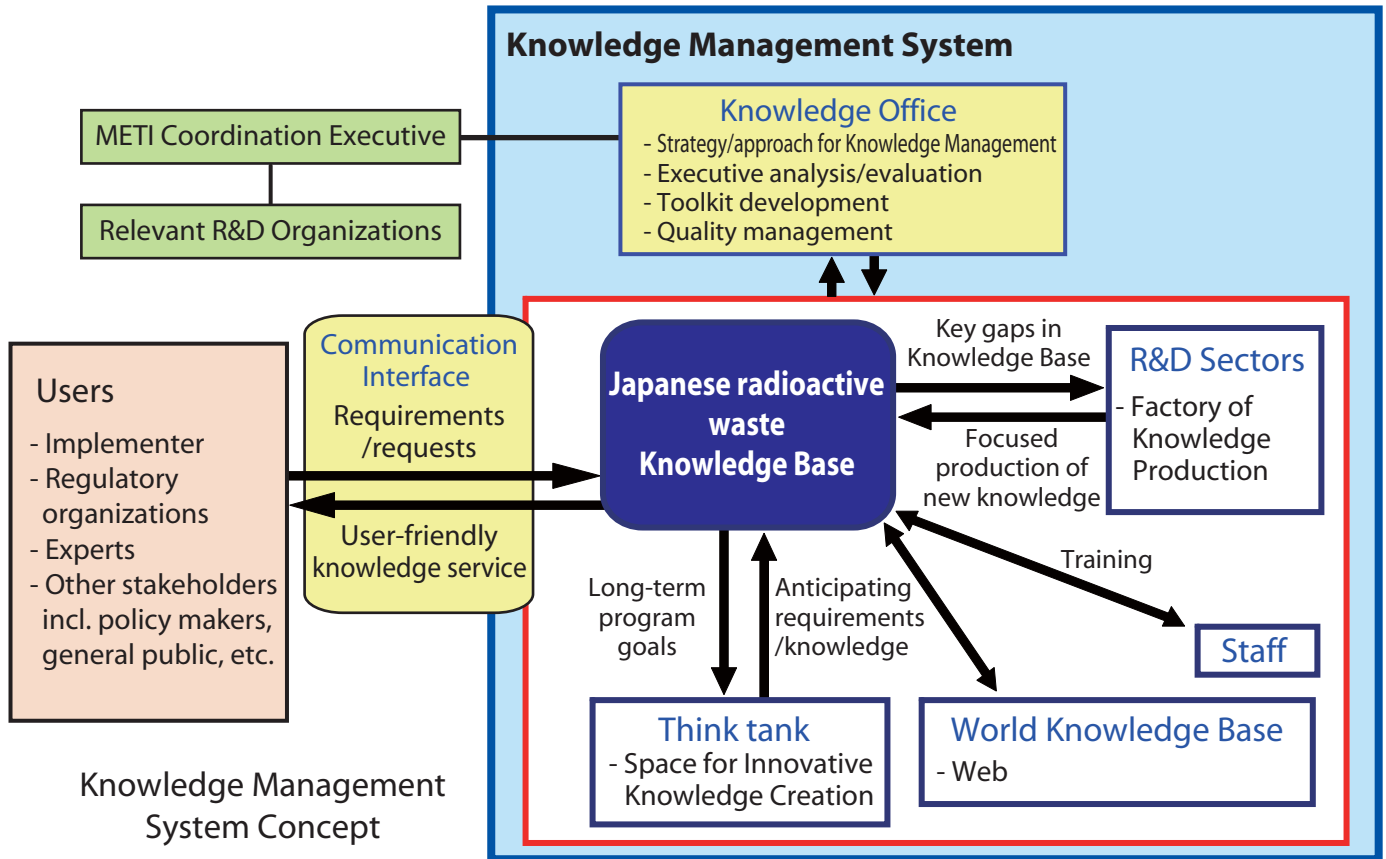 Knowledge Management System
METI Coordination Executive
Relevant R&D Organizations
Knowledge Office
- Strategy/approach for Knowledge Management
- Executive analysis/evaluation
- Toolkit development
- Quality management
Users
- Implementer
- Regulatory
organizations
- Experts
- Other stakeholders
incl. policy makers,
general public, etc.
Communication
Interface
Requirements
/requests
User-friendly
knowledge service
Japanese radioactive
waste
Knowledge Base
Key gaps in
Knowledge Base
Focused
production of
new knowledge
R&D Sectors
- Factory of
Knowledge
Production
Training
Staff
Long-term
program
goals
Anticipating
requirements
/knowledge
Think tank
- Space for Innovative
Knowledge Creation
World Knowledge Base
- Web
Knowledge Management
System Concept